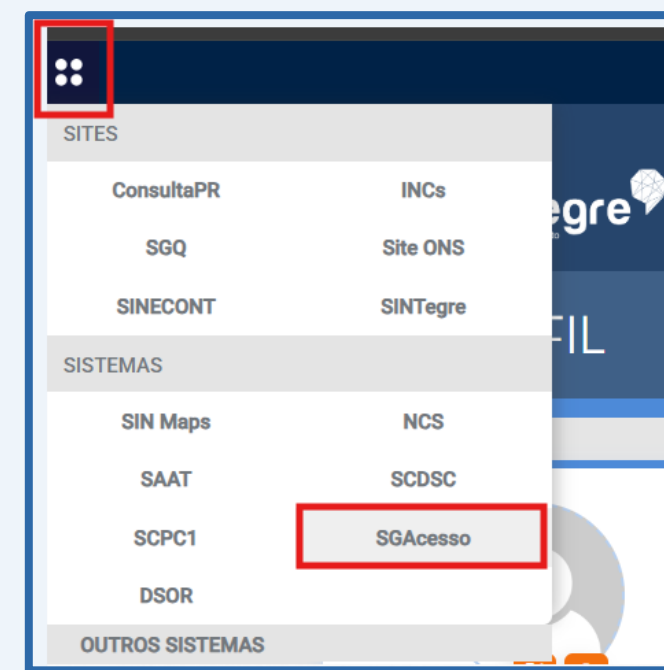 SITES
ConsultaPR INCs
egre
SGQ Site ONS
SINECONT SINTegre
FIL
SISTEMAS
SIN Maps NCS
SAAT SCDSC
SCPC1 SGAcesso
DSOR
OUTROS SISTEMAS